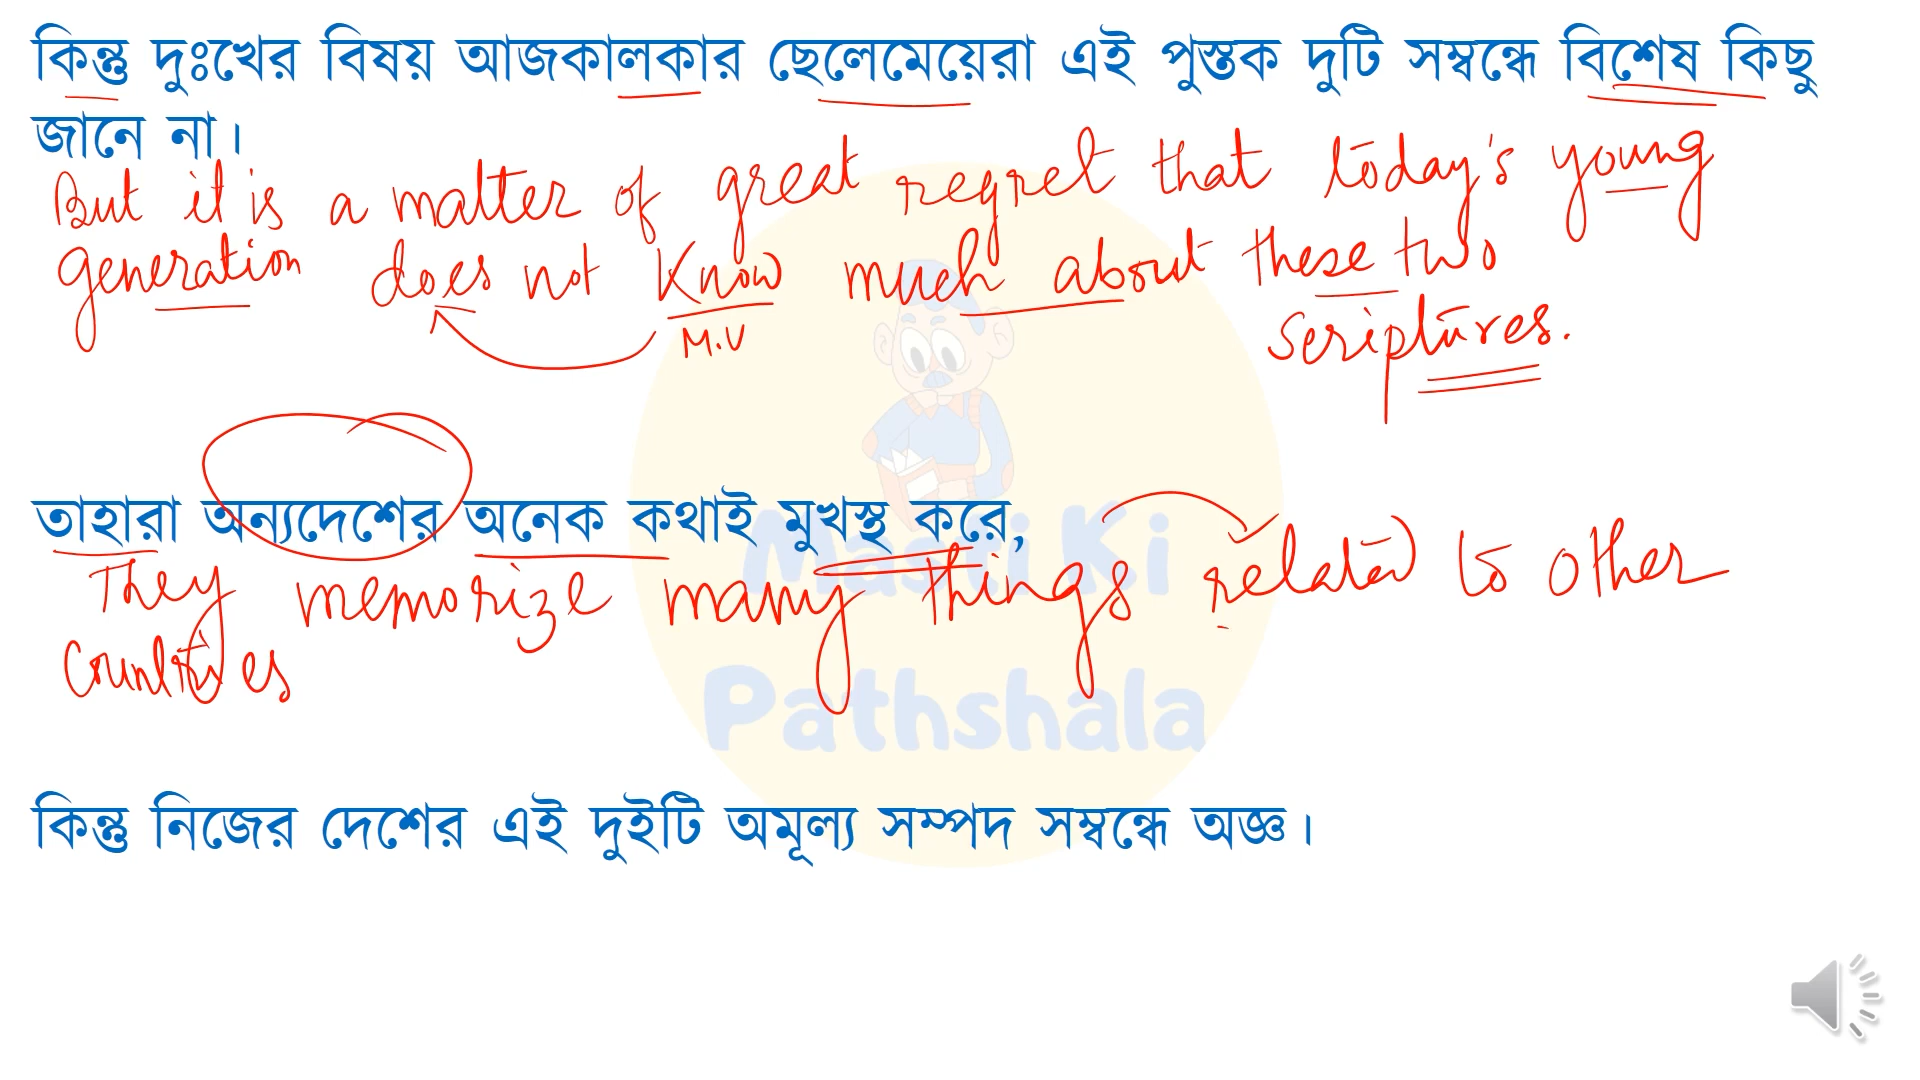 কিন্তু দুঃখের বিষয় আজকালকার ছেলেমেয়েরা এই পুস্তক দুটি সম্বন্ধে বিশেষ কিছু
জানে না।
But it is a matter of great regret that today's young
generation does not know much about these two
M.V
scriptures.
তাহারা অন্যদেশের অনেক কথাই মুখস্থ করে,
They memorize many things related to other
countries
Masti Ki
Pathshala
কিন্তু নিজের দেশের এই দুইটি অমূল্য সম্পদ সম্বন্ধে অজ্ঞ।